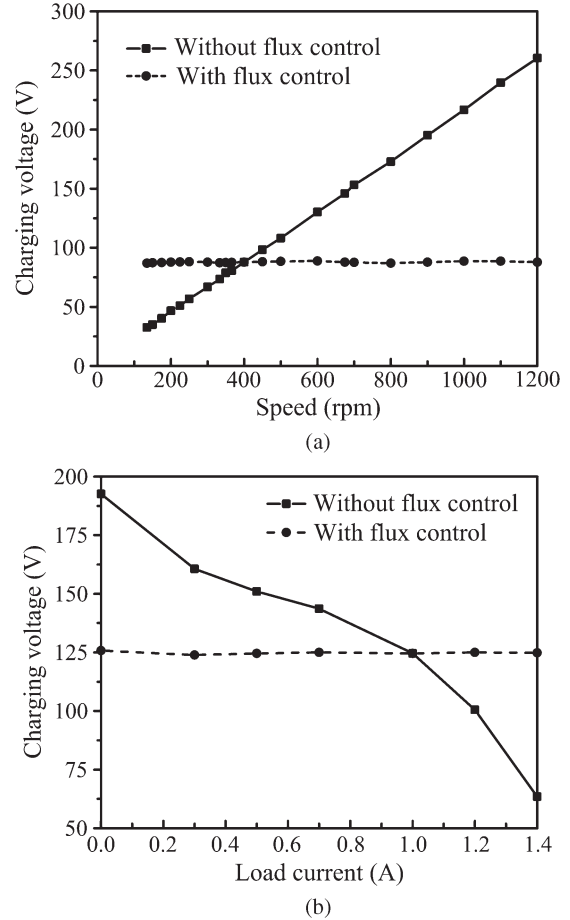 300
250
200
150
100
50
0
Charging voltage (V)
Without flux control
With flux control
0 200 400 600 800 1000 1200
Speed (rpm)
(a)
200
175
150
125
100
75
50
Charging voltage (V)
Without flux control
With flux control
0.0 0.2 0.4 0.6 0.8 1.0 1.2 1.4
Load current (A)
(b)